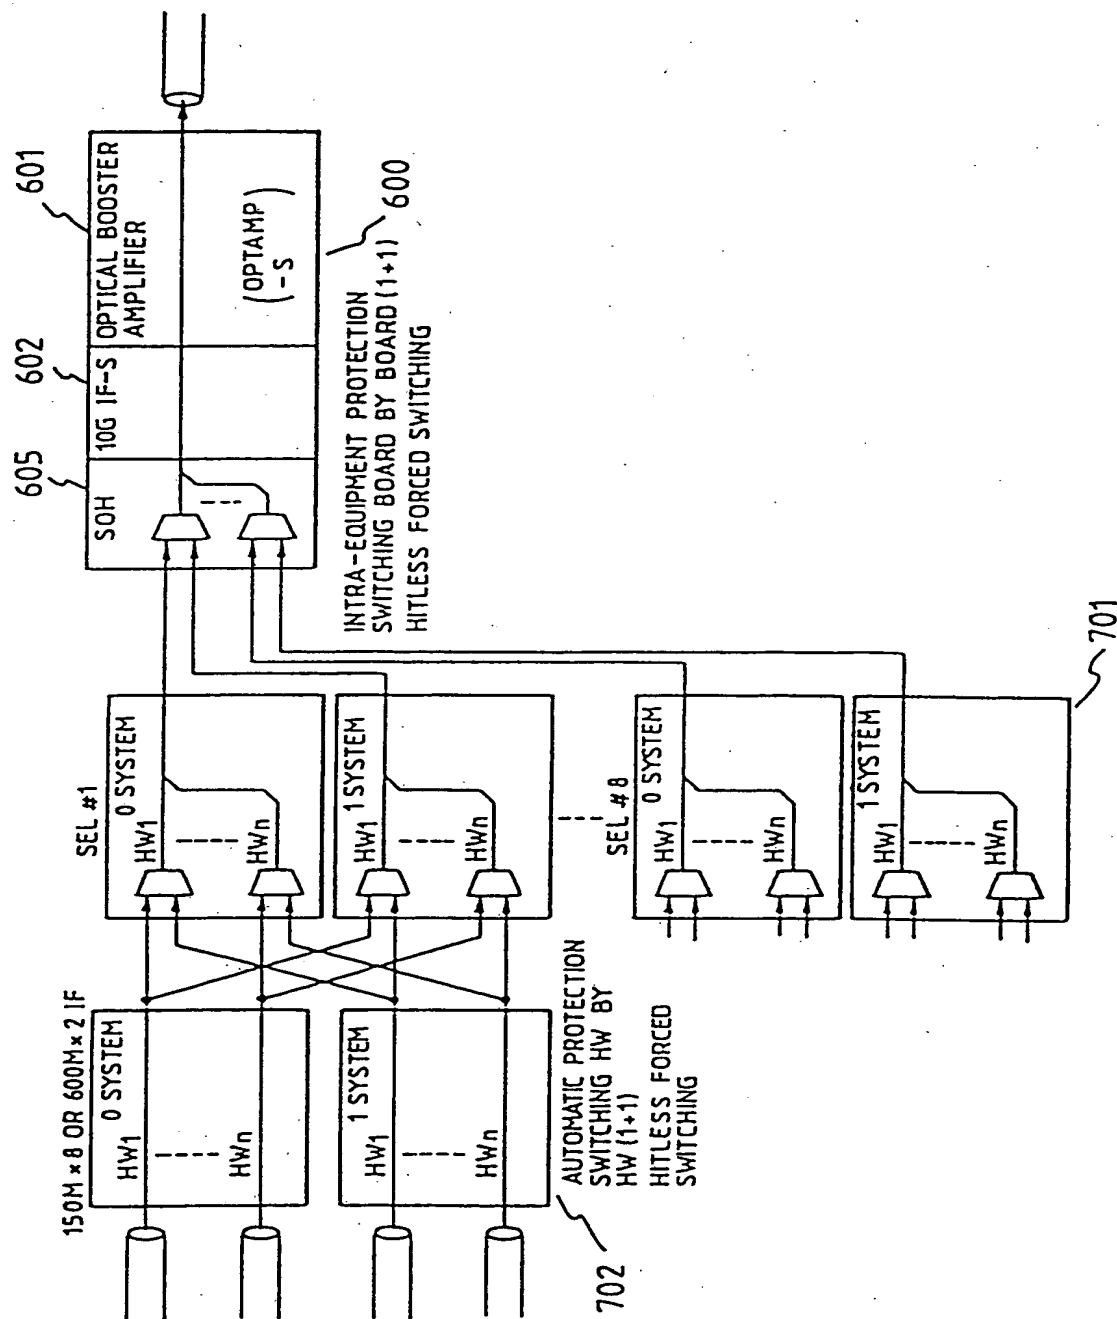 150M × 8 OR 600M × 2 IF
0 SYSTEM
HW1
HWn
1 SYSTEM
HW1
HWn
702
AUTOMATIC PROTECTION
SWITCHING HW BY
HW (1+1)
HITLESS FORCED
SWITCHING
SEL #1
0 SYSTEM
HW1
HWn
1 SYSTEM
HW1
HWn
SEL #8
0 SYSTEM
HW1
HWn
1 SYSTEM
HW1
HWn
701
605
SOH
602
10G IF-S
601
OPTICAL BOOSTER
AMPLIFIER
(OPTAMP
-S)
600
INTRA-EQUIPMENT PROTECTION
SWITCHING BOARD BY BOARD (1+1)
HITLESS FORCED SWITCHING